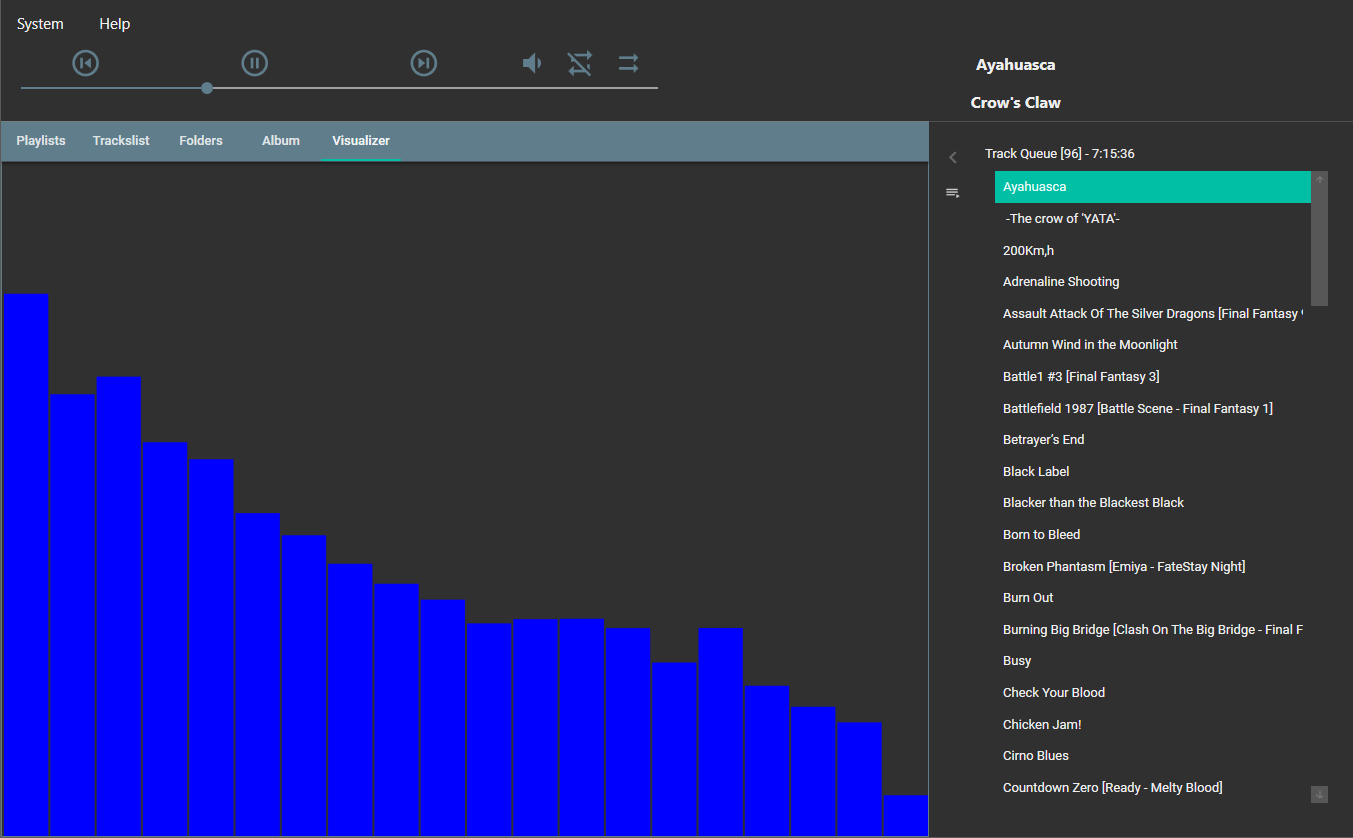 System Help
Ayahuasca
Crow's Claw
Playlists Trackslist Folders Album Visualizer
Track Queue [96] - 7:15:36
Ayahuasca
-The crow of 'YATA'-
200Km,h
Adrenaline Shooting
Assault Attack Of The Silver Dragons [Final Fantasy
Autumn Wind in the Moonlight
Battle1 #3 [Final Fantasy 3]
Battlefield 1987 [Battle Scene - Final Fantasy 1]
Betrayer's End
Black Label
Blacker than the Blackest Black
Born to Bleed
Broken Phantasm [Emiya - FateStay Night]
Burn Out
Burning Big Bridge [Clash On The Big Bridge - Final F
Busy
Check Your Blood
Chicken Jam!
Cirno Blues
Countdown Zero [Ready - Melty Blood]